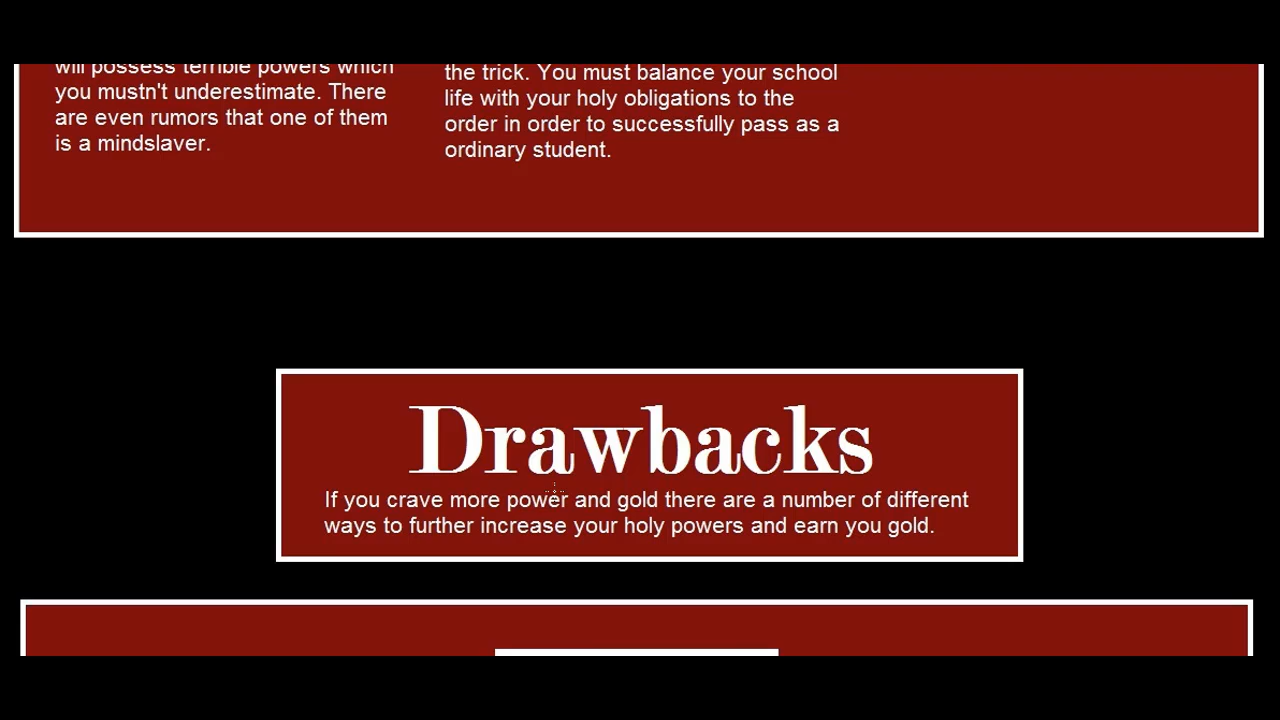 will possess terrible powers which
you mustn't underestimate. There
are even rumors that one of them
is a mindslaver.
the trick. You must balance your school
life with your holy obligations to the
order in order to successfully pass as a
ordinary student.
Drawbacks
If you crave more power and gold there are a number of different
ways to further increase your holy powers and earn you gold.